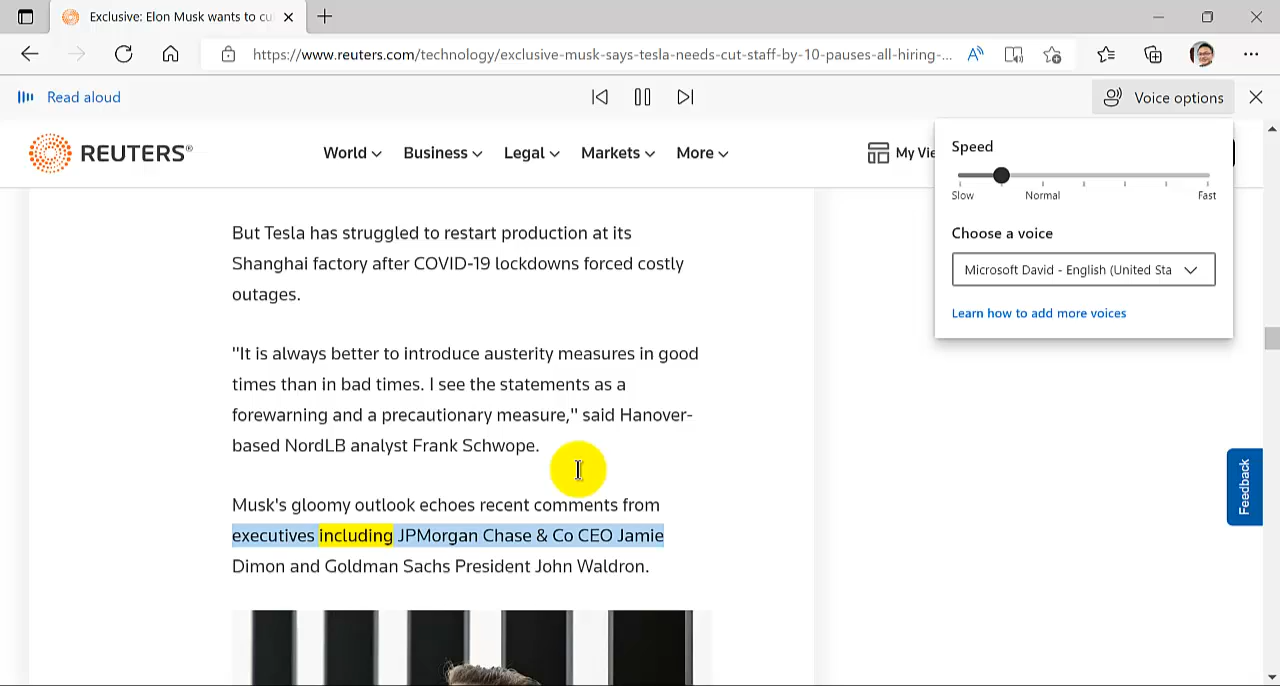 Exclusive: Elon Musk wants to cu
https://www.reuters.com/technology/exclusive-musk-says-tesla-needs-cut-staff-by-10-pauses-all-hiring-...
Read aloud
Voice options
REUTERS®
World
Business
Legal
Markets
More
My Vie
Speed
Slow
Normal
Fast
Choose a voice
Microsoft David - English (United Sta
Learn how to add more voices
But Tesla has struggled to restart production at its
Shanghai factory after COVID-19 lockdowns forced costly
outages.
"It is always better to introduce austerity measures in good
times than in bad times. I see the statements as a
forewarning and a precautionary measure," said Hanover-
based NordLB analyst Frank Schwope.
Musk's gloomy outlook echoes recent comments from
executives including JPMorgan Chase & Co CEO Jamie
Dimon and Goldman Sachs President John Waldron.
Feedback